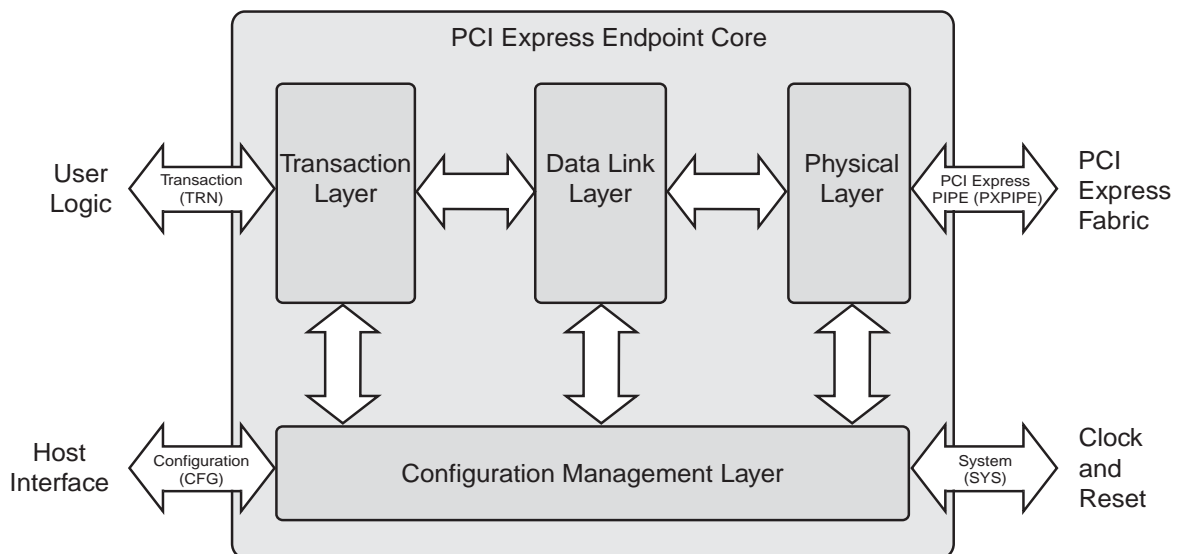 PCI Express Endpoint Core
User
Logic
Transaction
(TRN)
Transaction
Layer
Data Link
Layer
Physical
Layer
PCI Express
PIPE (PXPIPE)
PCI
Express
Fabric
Host
Interface
Configuration
(CFG)
Configuration Management Layer
System
(SYS)
Clock
and
Reset